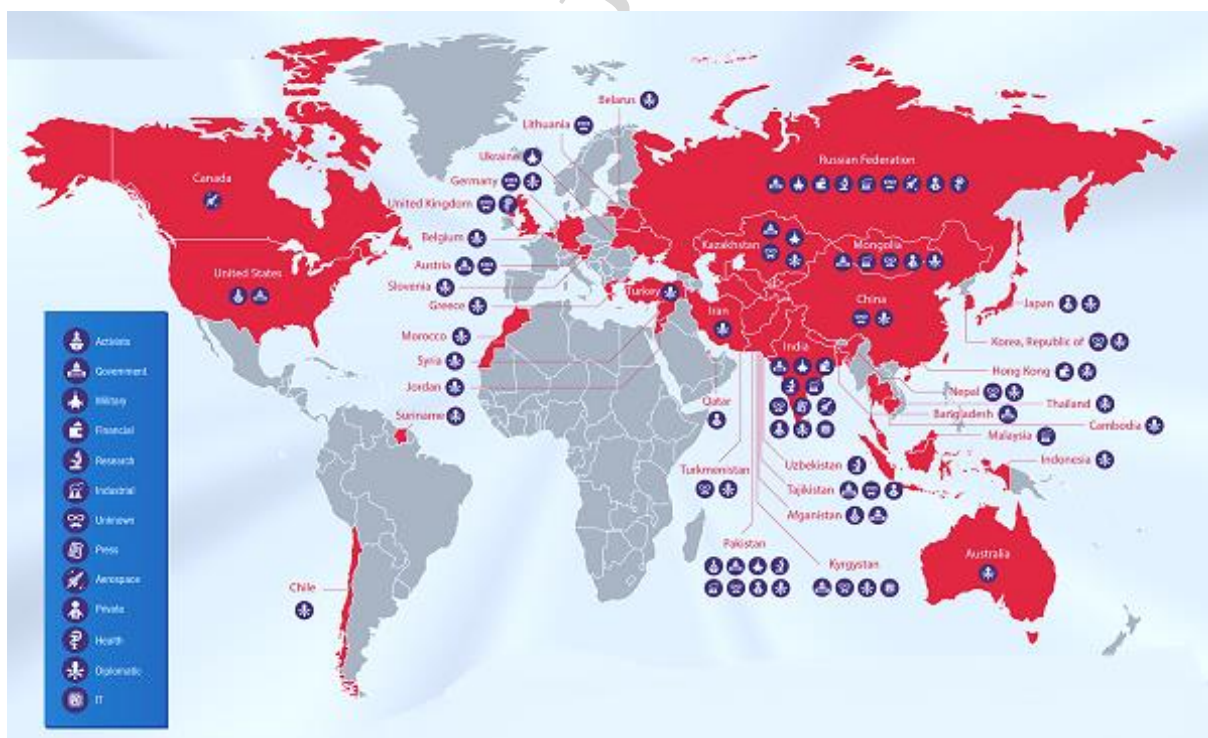 Belarus
Lithuania
Ukraine
Germany
United Kingdom
Belgium
Austria
Slovenia
Greece
Morocco
Syria
Jordan
Suriname
Canada
United States
Russian Federation
Kazakhstan
Mongolia
Turkey
Iran
China
India
Japan
Korea, Republic of
Hong Kong
Nepal
Thailand
Bangladesh
Cambodia
Malaysia
Indonesia
Qatar
Turkmenistan
Uzbekistan
Tajikistan
Afganistan
Pakistan
Kyrgystan
Australia
Chile
Activists
Government
Military
Financial
Research
Industrial
Unknown
Press
Aerospace
Private
Health
Diplomatic
IT